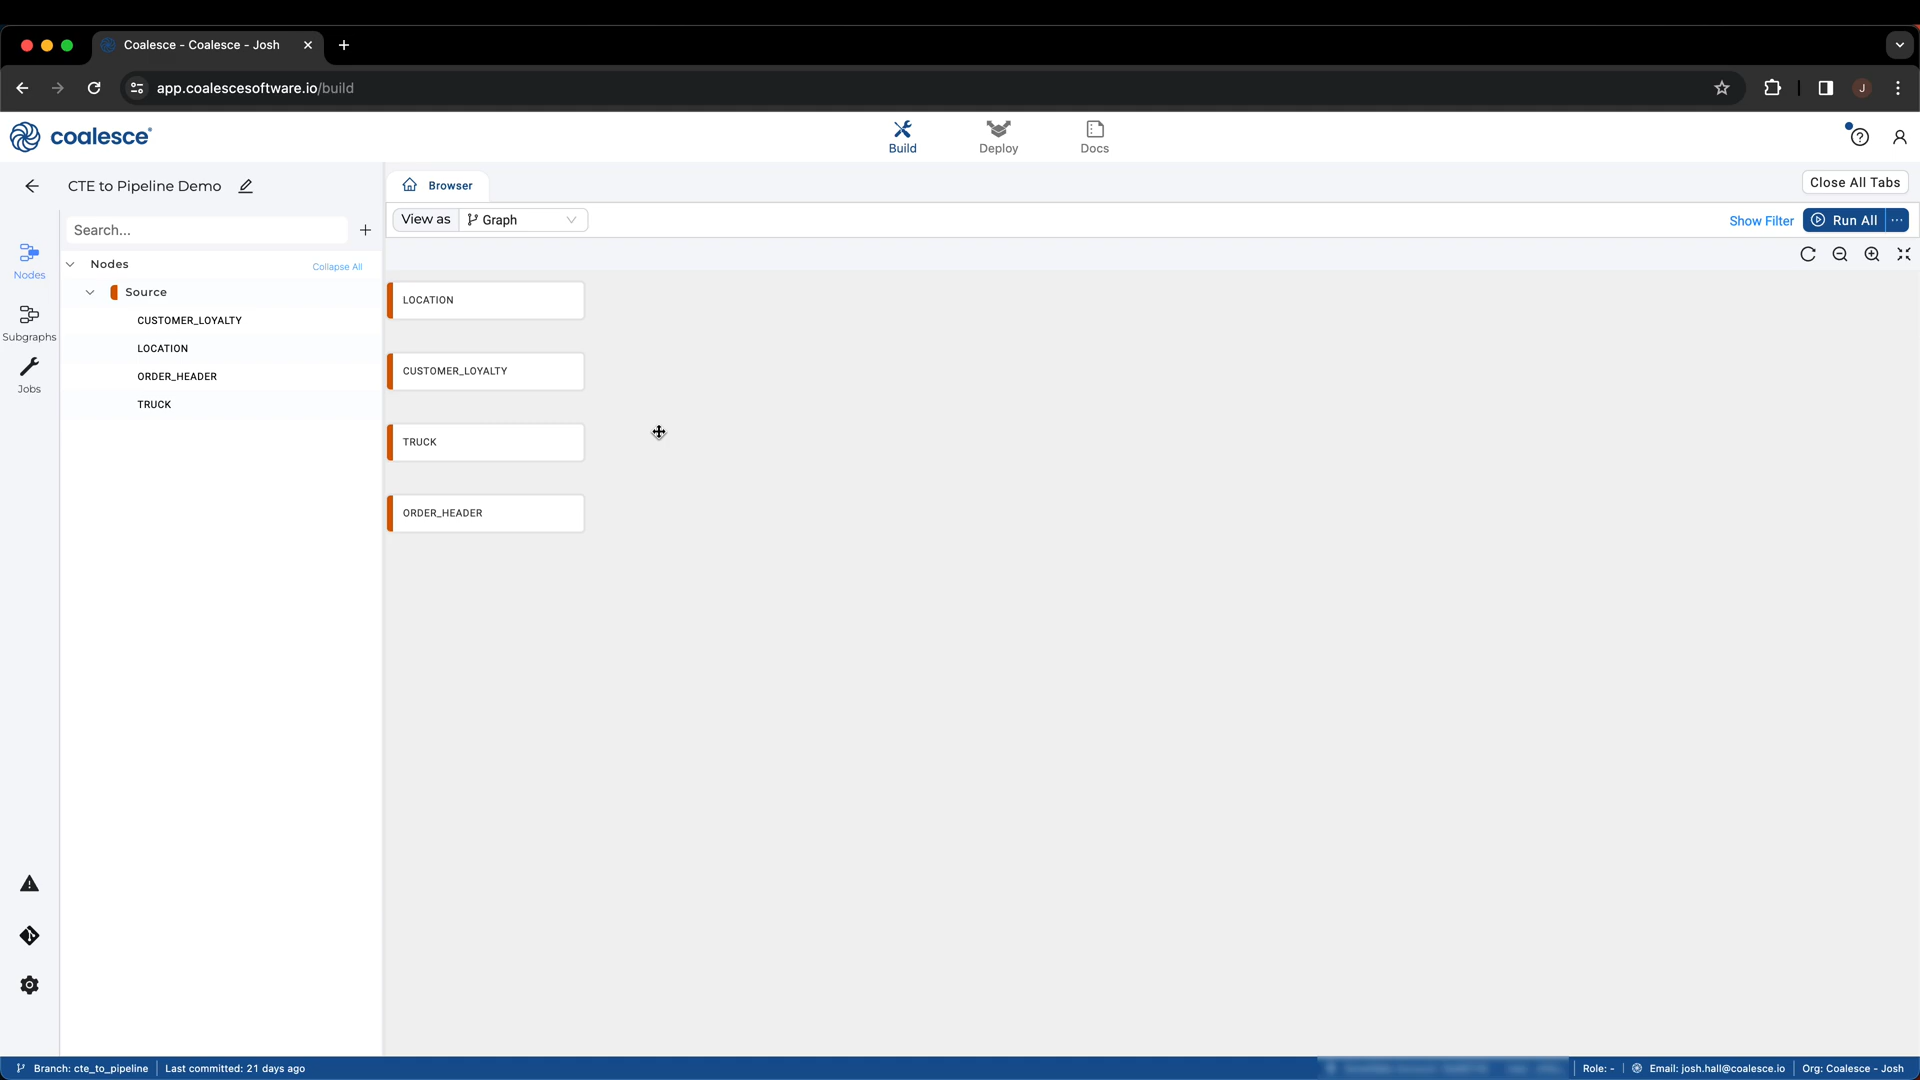 Coalesce - Coalesce - Josh
app.coalescesoftware.io/build
J
coalesce
Build
Deploy
Docs
CTE to Pipeline Demo
Browser
Close All Tabs
View as
Graph
Show Filter
Run All
Search...
Nodes
Collapse All
Source
CUSTOMER_LOYALTY
LOCATION
ORDER_HEADER
TRUCK
Nodes
Subgraphs
Jobs
LOCATION
CUSTOMER_LOYALTY
TRUCK
ORDER_HEADER
Branch: cte_to_pipeline
Last committed: 21 days ago
Role: -
Email: josh.hall@coalesce.io
Org: Coalesce - Josh